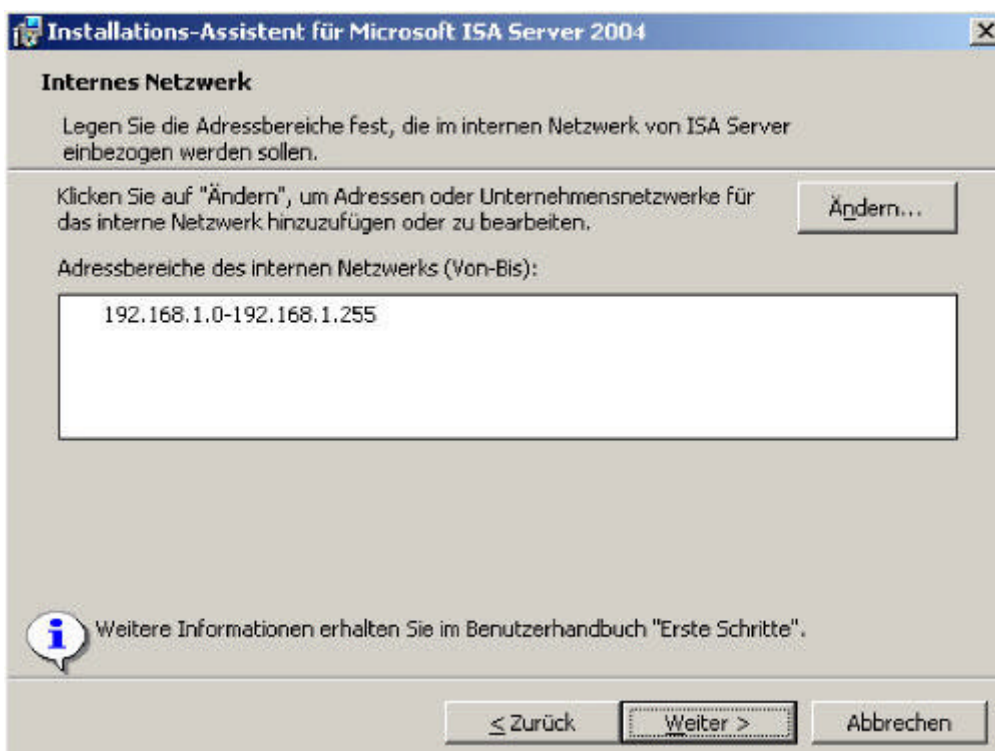 Installations-Assistent für Microsoft ISA Server 2004
Internes Netzwerk
Legen Sie die Adressbereiche fest, die im internen Netzwerk von ISA Server
einbezogen werden sollen.
Klicken Sie auf "Ändern", um Adressen oder Unternehmensnetzwerke für
das interne Netzwerk hinzuzufügen oder zu bearbeiten.
Ändern...
Adressbereiche des internen Netzwerks (Von-Bis):
192.168.1.0-192.168.1.255
Weitere Informationen erhalten Sie im Benutzerhandbuch "Erste Schritte".
< Zurück
Weiter >
Abbrechen